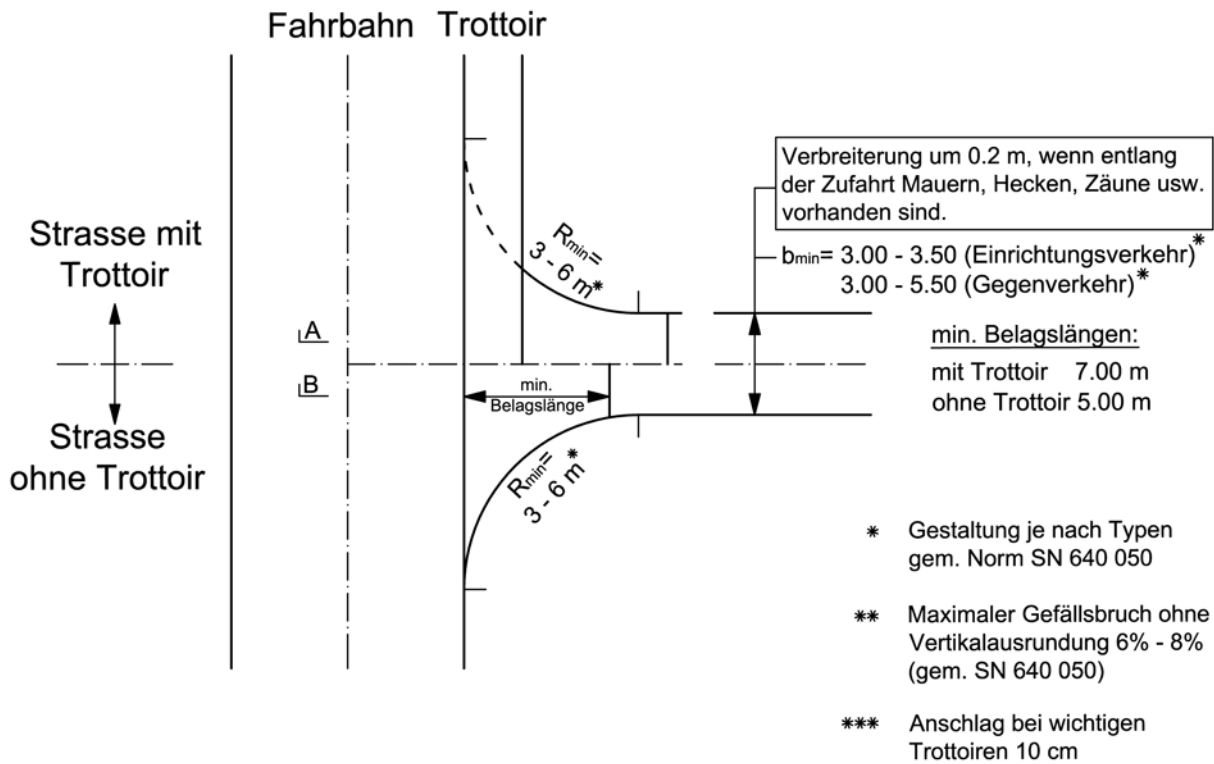 Fahrbahn Trottoir
Verbreiterung um 0.2 m, wenn entlang
der Zufahrt Mauern, Hecken, Zäune usw.
vorhanden sind.
Strasse mit
Trottoir
Rmin=
3 - 6 m*
bmin= 3.00 - 3.50 (Einrichtungsverkehr)*
3.00 - 5.50 (Gegenverkehr)*
A
B
min. Belagslängen:
mit Trottoir 7.00 m
ohne Trottoir 5.00 m
min.
Belagslänge
Strasse
ohne Trottoir
Rmin=
3 - 6 m*
* Gestaltung je nach Typen
gem. Norm SN 640 050
** Maximaler Gefällsbruch ohne
Vertikalausrundung 6% - 8%
(gem. SN 640 050)
*** Anschlag bei wichtigen
Trottoiren 10 cm